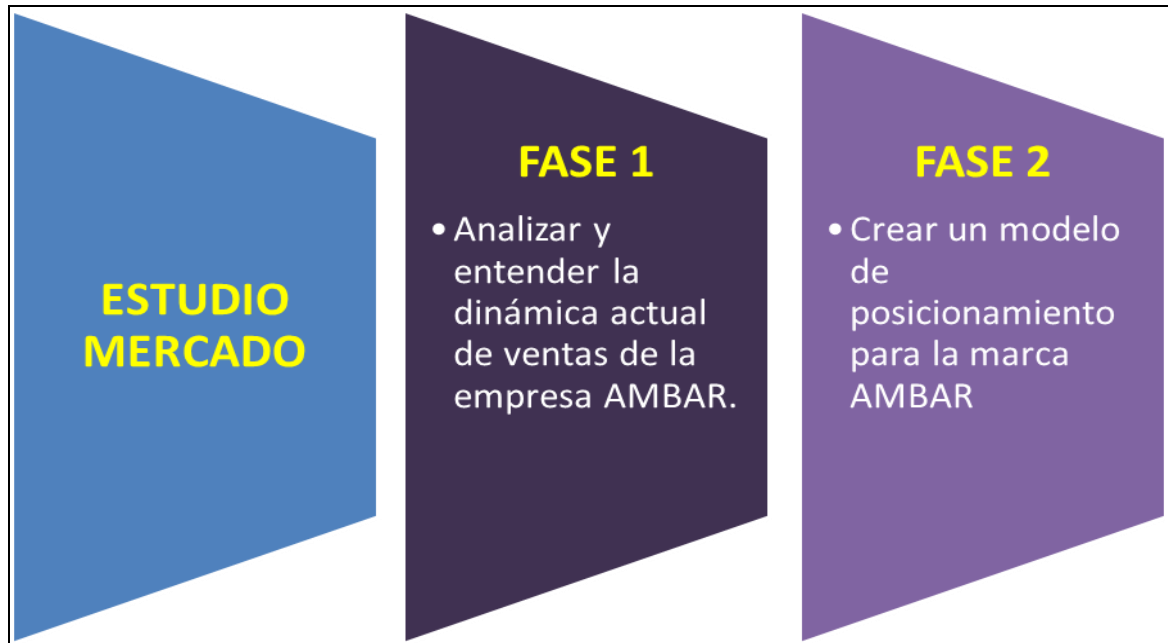 ESTUDIO
MERCADO
FASE 1
• Analizar y
entender la
dinámica actual
de ventas de la
empresa AMBAR.
FASE 2
• Crear un modelo
de
posicionamiento
para la marca
AMBAR